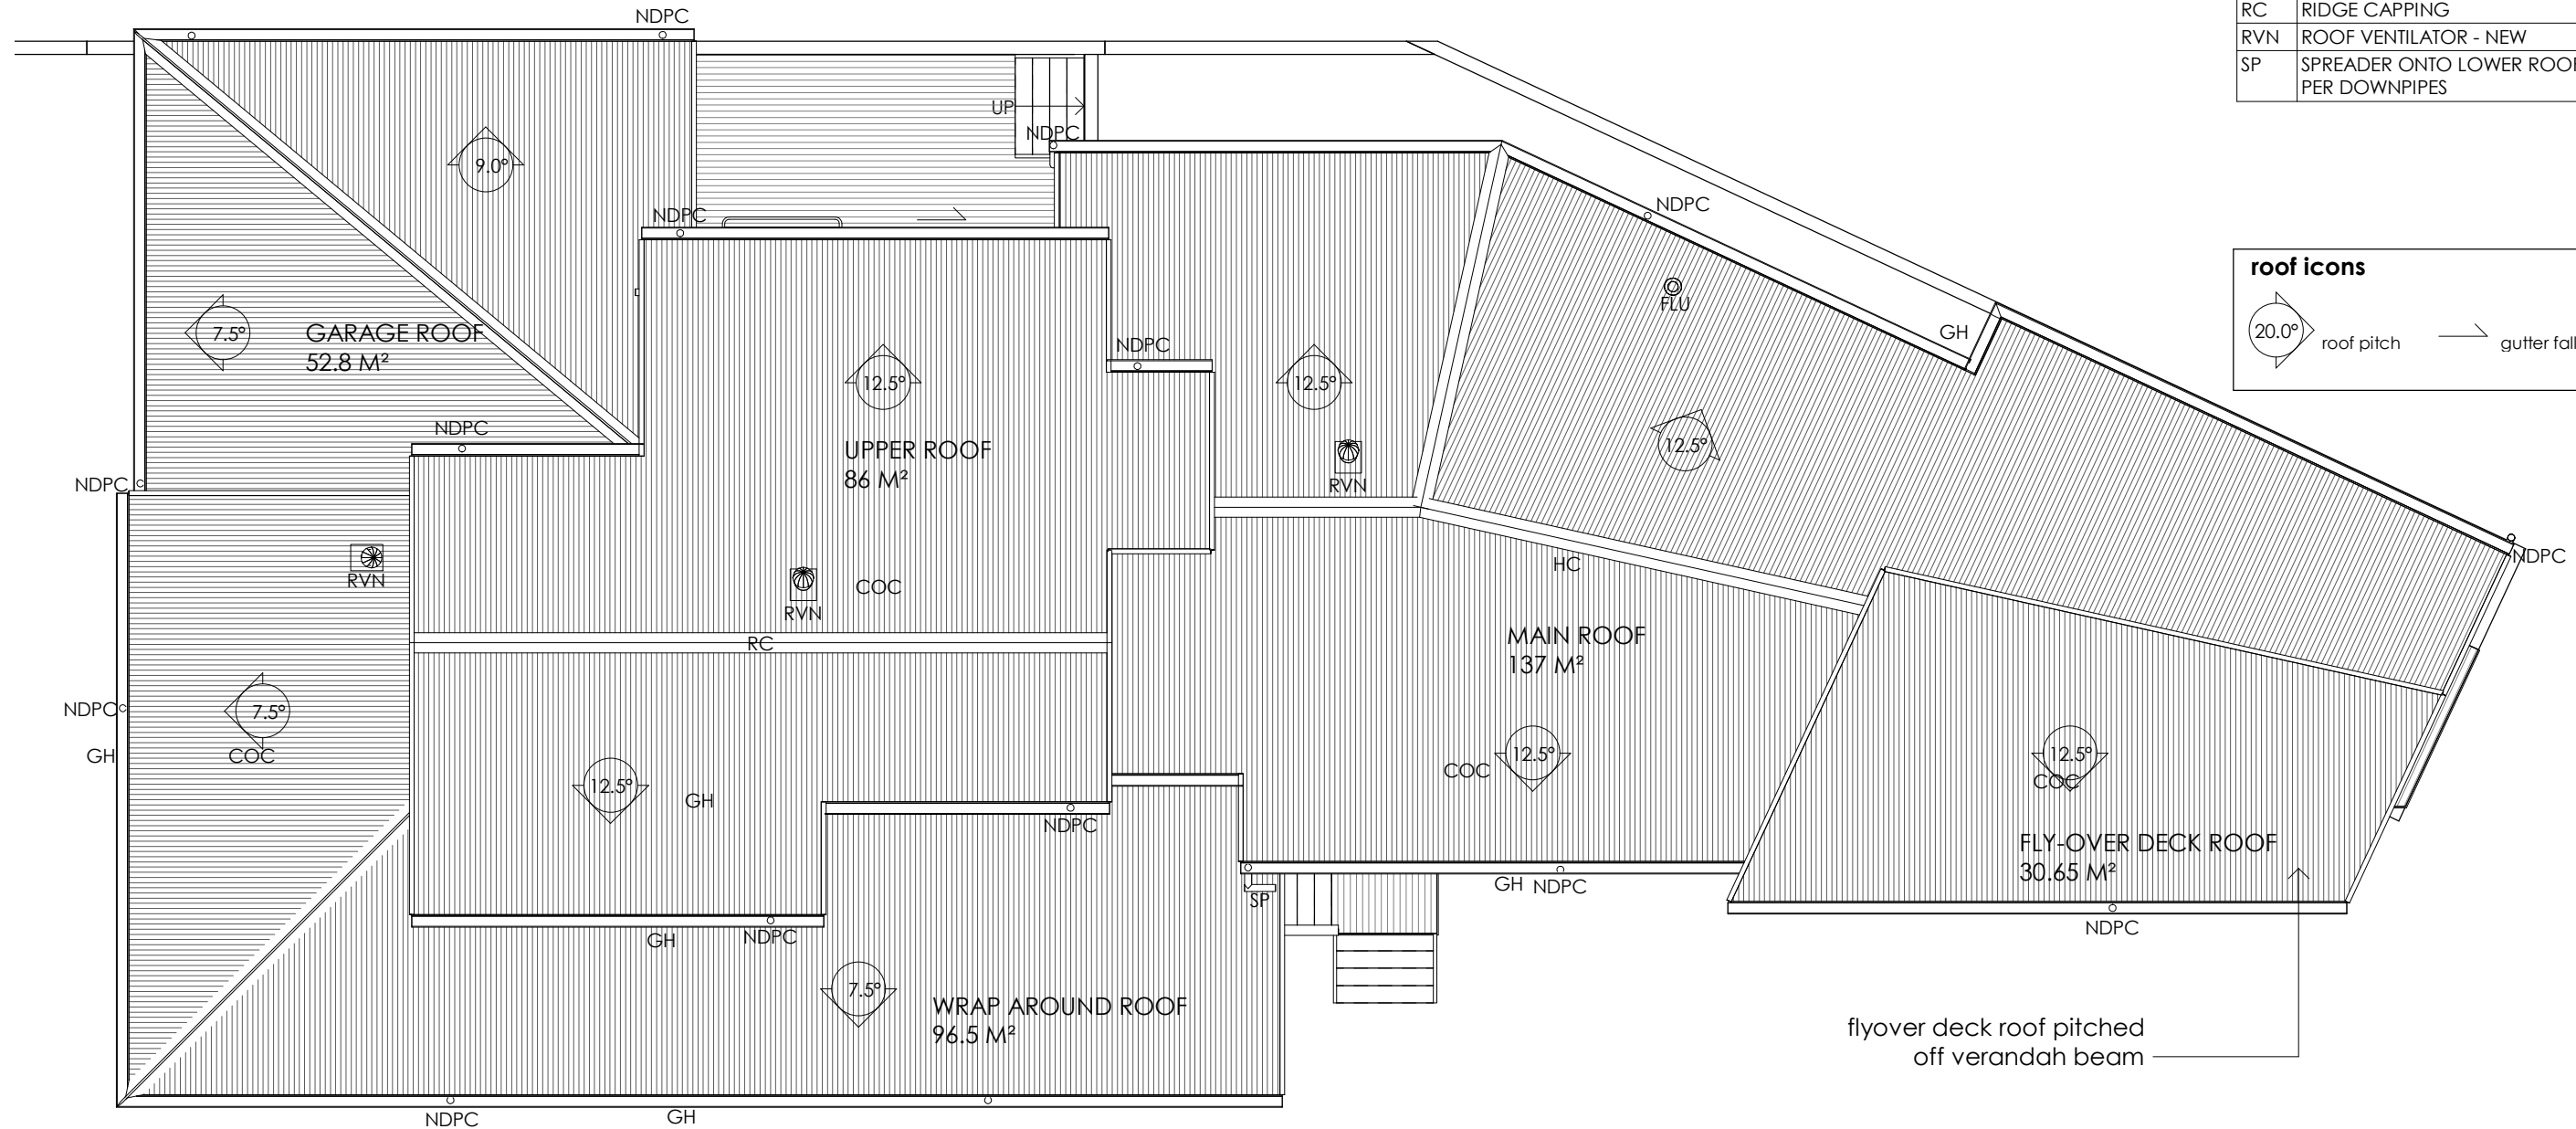 NDPC
RC RIDGE CAPPING
RVN ROOF VENTILATOR - NEW
SP SPREADER ONTO LOWER ROOF
PER DOWNPIPES
UP
NDPC
9.0°
NDPC
NDPC
roof icons
20.0°
roof pitch
gutter fall
FLU
GH
7.5°
GARAGE ROOF
52.8 M²
NDPC
12.5°
12.5°
NDPC
12.5°
UPPER ROOF
86 M²
NDPC
RVN
NDPC
RVN
COC
RVN
HC
RC
MAIN ROOF
137 M²
NDPC
7.5°
GH
COC
12.5°
GH
COC
12.5°
12.5°
COC
NDPC
FLY-OVER DECK ROOF
30.65 M²
GH
NDPC
SP
GH
NDPC
NDPC
7.5°
WRAP AROUND ROOF
96.5 M²
flyover deck roof pitched
off verandah beam
NDPC
GH